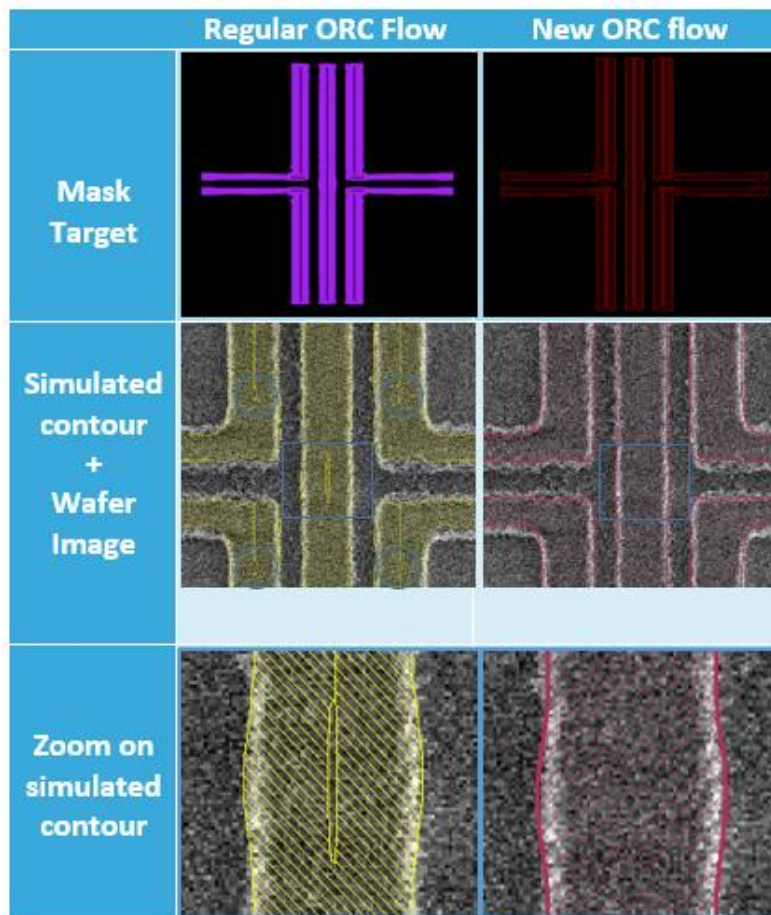 Regular ORC Flow
New ORC flow
Mask
Target
Simulated
contour
+
Wafer
Image
Zoom on
simulated
contour